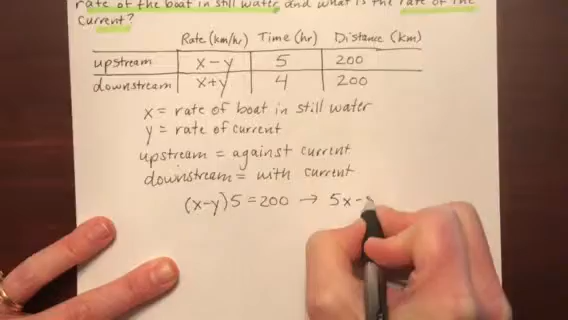 rate of the boat in still water and what is the rate of the
current?
Rate (km/hr) Time (hr) Distance (km)
upstream x-y 5 200
downstream x+y 4 200
x = rate of boat in still water
y = rate of current
upstream = against current
downstream = with current
(x-y)5 = 200 → 5x-